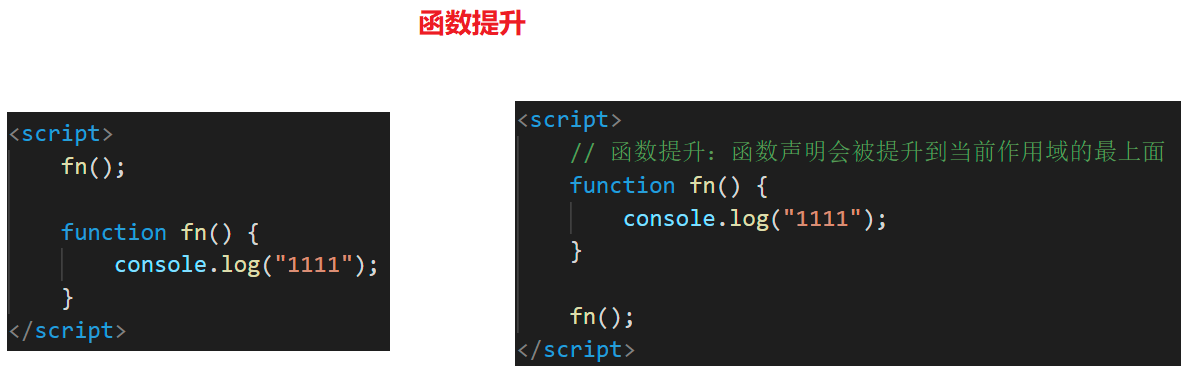 函数提升
<script>
    fn();

    function fn() {
        console.log("1111");
    }
</script>
<script>
    // 函数提升：函数声明会被提升到当前作用域的最上面
    function fn() {
        console.log("1111");
    }

    fn();
</script>